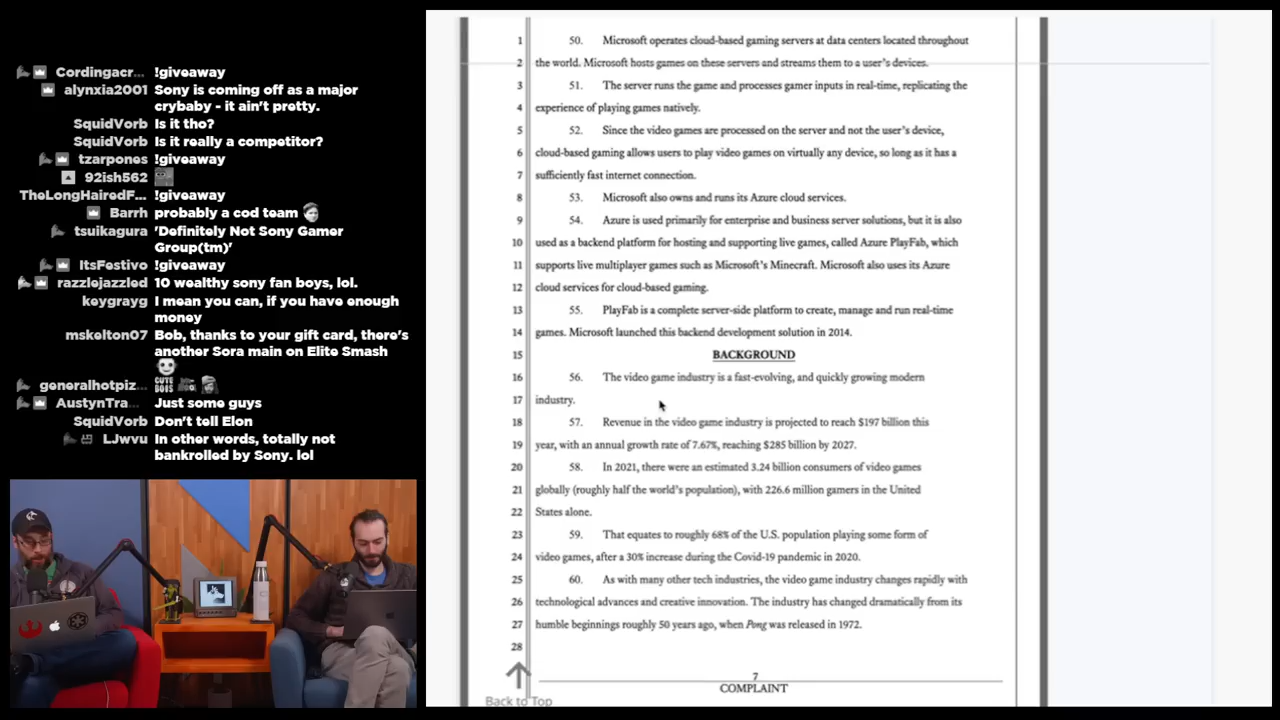 CouncilCor... !giveaway
alynxia2001 Sony is coming off as a major
crybaby - it ain't pretty.
SquidVorb Is it tho?
SquidVorb Is it really a competitor?
tzarpnos !giveaway
92ish562
TheLongHairedF... !giveaway
Barrh probably a cod team
tsundzara 'Definitely Not Sony Gamer
Group(tm)'
ItsFestivo !giveaway
razzlejazzdad 10 wealthy sony fan boys, lol.
keygrayg I mean you can, if you have enough
money
maltym07 Bob, thanks to your gift card, there's
another Sora main on Elite Smash
CUTE
generalhotpiz...
AustynTra... Just some guys
SquidVorb Don't tell Elon
Livvvu In other words, totally not
bankrolled by Sony. lol
1 50. Microsoft operates cloud-based gaming servers at data centers located throughout
2 the world. Microsoft hosts games on these servers and streams them to a user's devices.
3 51. The server runs the game and processes gamer inputs in real-time, replicating the
4 experience of playing games natively.
5 52. Since the video games are processed on the server and not the user's device,
6 cloud-based gaming allows users to play video games on virtually any device, so long as it has a
7 sufficiently fast internet connection.
8 53. Microsoft also owns and runs its Azure cloud services.
9 54. Azure is used primarily for enterprise and business server solutions, but it is also
10 used as a backend platform for hosting and supporting live games, called Azure PlayFab, which
11 supports live multiplayer games such as Microsoft's Minecraft. Microsoft also uses its Azure
12 cloud services for cloud-based gaming.
13 55. PlayFab is a complete server-side platform to create, manage and run real-time
14 games. Microsoft launched this backend development solution in 2014.
15 BACKGROUND
16 56. The video game industry is a fast-evolving, and quickly growing modern
17 industry.
18 57. Revenue in the video game industry is projected to reach $197 billion this
19 year, with an annual growth rate of 7.67%, reaching $285 billion by 2027.
20 58. In 2021, there were an estimated 3.24 billion consumers of video games
21 globally (roughly half the world's population), with 226.6 million gamers in the United
22 States alone.
23 59. That equates to roughly 68% of the U.S. population playing some form of
24 video games, after a 30% increase during the Covid-19 pandemic in 2020.
25 60. As with many other tech industries, the video game industry changes rapidly with
26 technological advances and creative innovation. The industry has changed dramatically from its
27 humble beginnings roughly 50 years ago, when Pong was released in 1972.
28
7
COMPLAINT
Back to Top